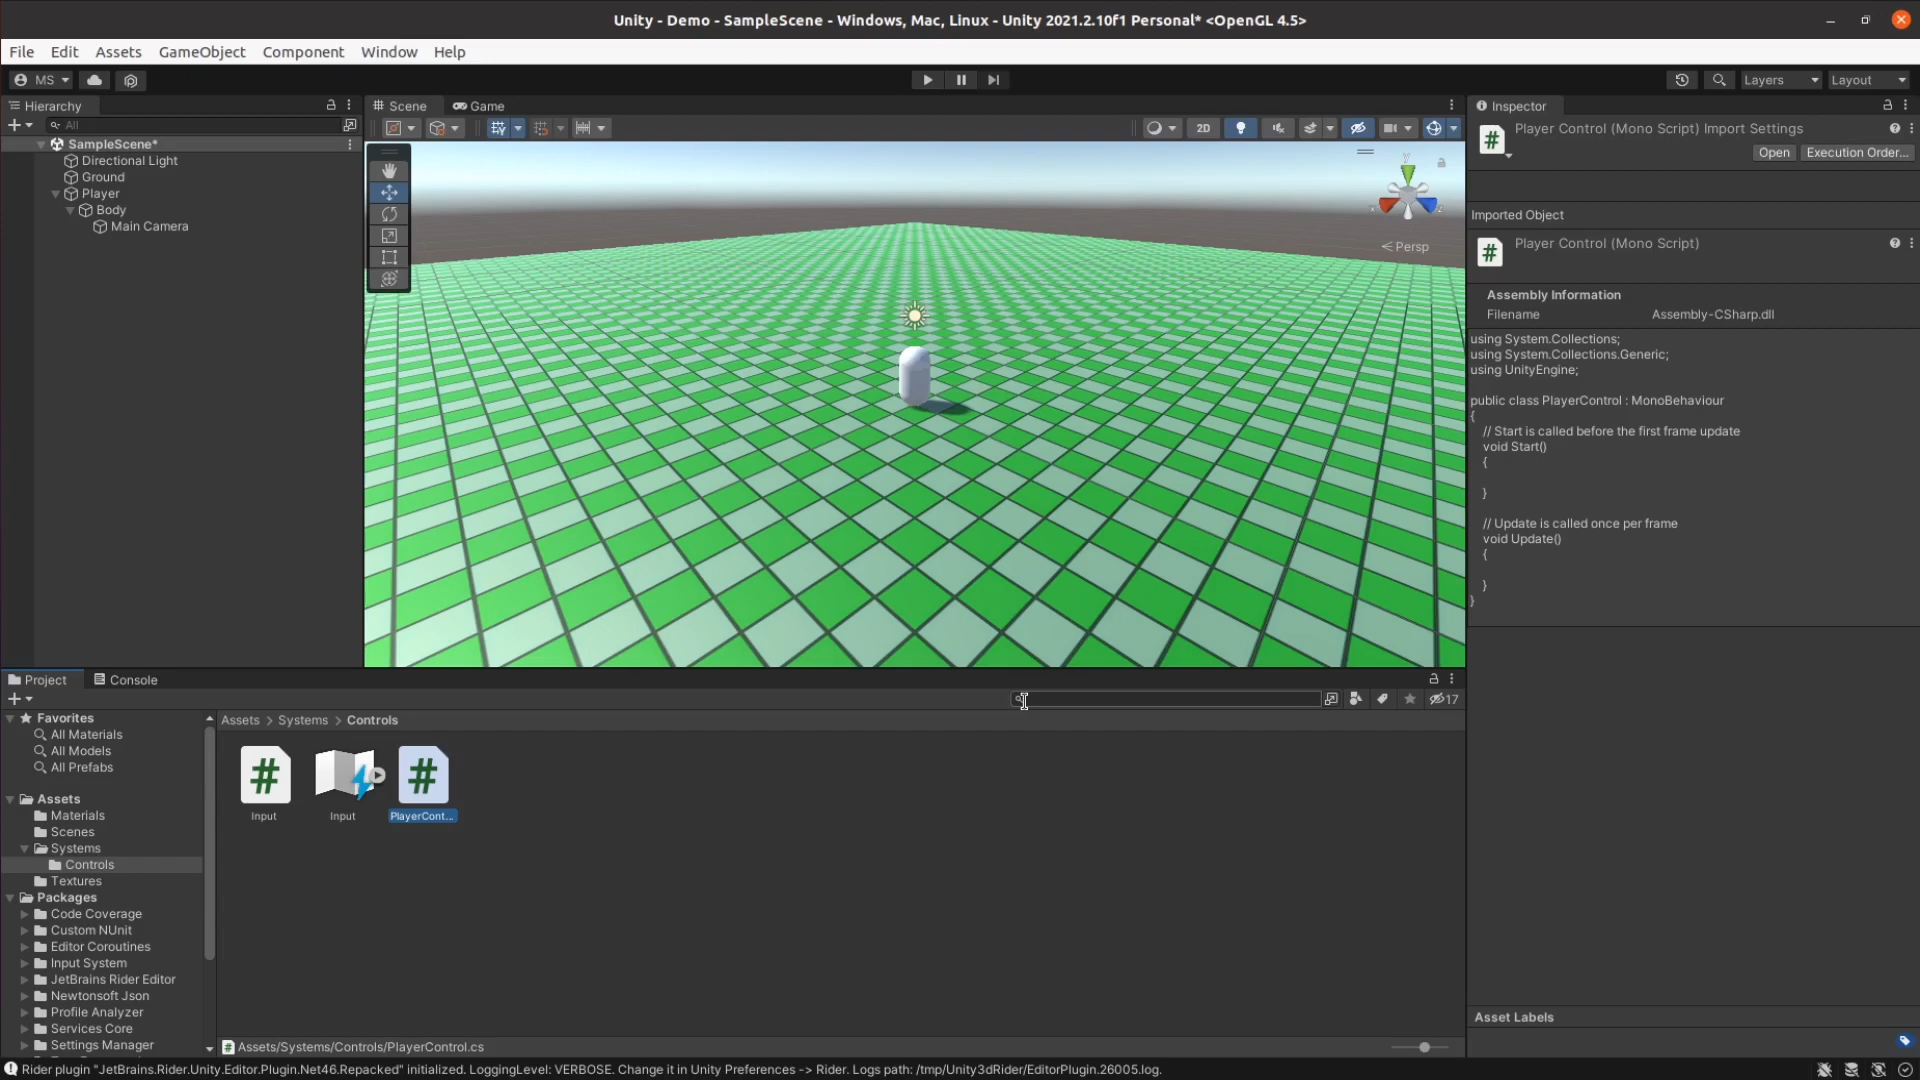 Unity - Demo - SampleScene - Windows, Mac, Linux - Unity 2021.2.10f1 Personal* <OpenGL 4.5>
File Edit Assets GameObject Component Window Help
MS Layers Layout
Hierarchy
All
SampleScene*
Directional Light
Ground
Player
Body
Main Camera
Scene Game
2D
Y
Persp
Inspector
Player Control (Mono Script) Import Settings
Open Execution Order...
Imported Object
Player Control (Mono Script)
Assembly Information
Filename Assembly-CSharp.dll
using System.Collections;
using System.Collections.Generic;
using UnityEngine;
public class PlayerControl : MonoBehaviour
{
// Start is called before the first frame update
void Start()
{
}
// Update is called once per frame
void Update()
{
}
}
Project Console
17
Favorites
All Materials
All Models
All Prefabs
Assets
Materials
Scenes
Systems
Controls
Textures
Packages
Code Coverage
Custom NUnit
Editor Coroutines
Input System
JetBrains Rider Editor
Newtonsoft Json
Profile Analyzer
Services Core
Settings Manager
Assets > Systems > Controls
Input Input PlayerCont...
Assets/Systems/Controls/PlayerControl.cs
Asset Labels
Rider plugin "JetBrains.Rider.Unity.Editor.Plugin.Net46.Repacked" initialized. LoggingLevel: VERBOSE. Change it in Unity Preferences -> Rider. Logs path: /tmp/Unity3dRider/EditorPlugin.26005.log.